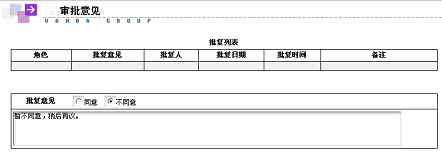 审批意见
VANDA GROUP
批复列表
角色 批复意见 批复人 批复日期 批复时间 备注
批复意见 同意 不同意
暂不同意，稍后再议。